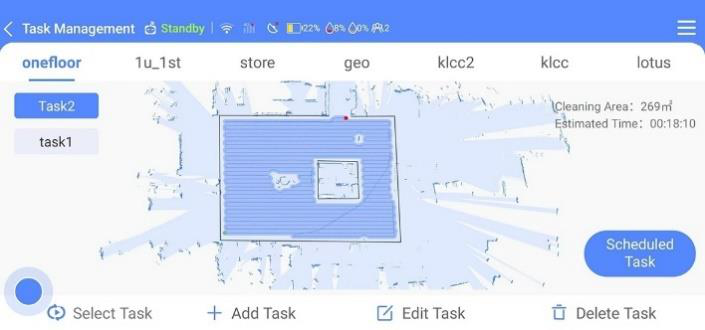 Task Management Standby 22% 8% 0% 2
onefloor 1u_1st store geo klcc2 klcc lotus
Task2
task1
Cleaning Area: 269㎡
Estimated Time: 00:18:10
Scheduled
Task
Select Task Add Task Edit Task Delete Task